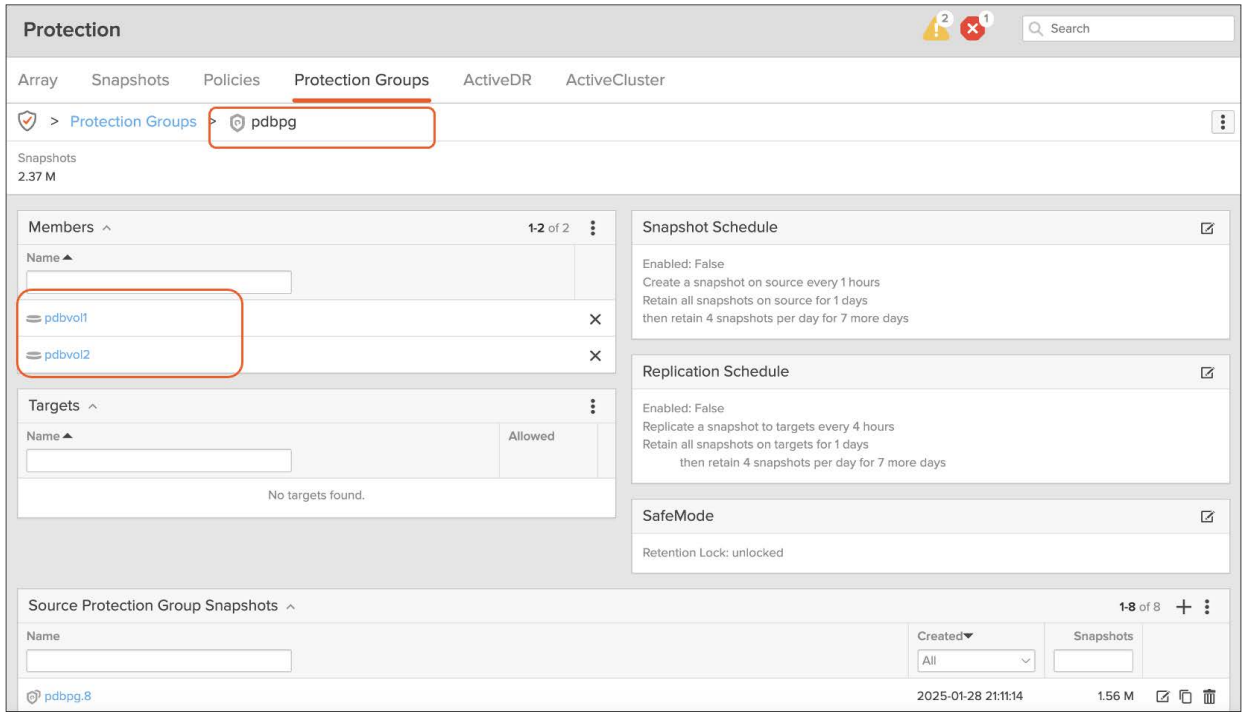 Protection
2
1
Search
Array Snapshots Policies Protection Groups ActiveDR ActiveCluster
> Protection Groups > pdbpg
Snapshots
2.37 M
Members 1-2 of 2
Name
pdbvol1
pdbvol2
Targets
Name Allowed
No targets found.
Snapshot Schedule
Enabled: False
Create a snapshot on source every 1 hours
Retain all snapshots on source for 1 days
then retain 4 snapshots per day for 7 more days
Replication Schedule
Enabled: False
Replicate a snapshot to targets every 4 hours
Retain all snapshots on targets for 1 days
then retain 4 snapshots per day for 7 more days
SafeMode
Retention Lock: unlocked
Source Protection Group Snapshots 1-8 of 8
Name Created Snapshots
All
pdbpg.8 2025-01-28 21:11:14 1.56 M